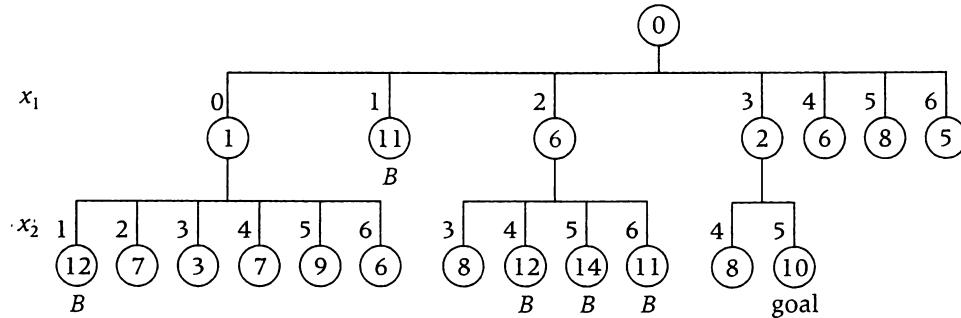 0
x₁ 0 1 2 3 4 5 6
1 11 6 2 6 8 5
B
x₂ 1 2 3 4 5 6 3 4 5 6 4 5
12 7 3 7 9 6 8 12 14 11 8 10
B B B B goal